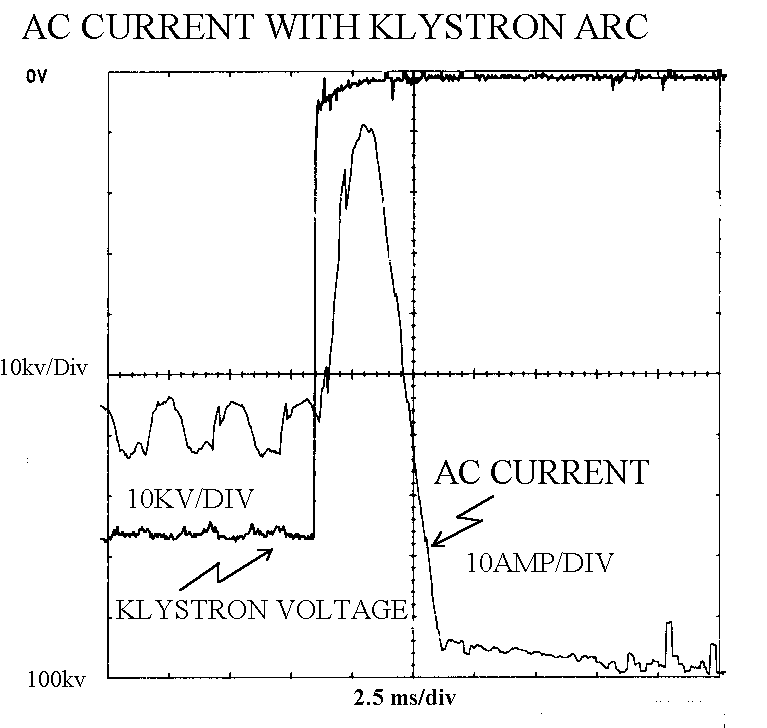 AC CURRENT WITH KLYSTRON ARC
0V
10kv/Div
AC CURRENT
10KV/DIV
10AMP/DIV
KLYSTRON VOLTAGE
100kv
2.5 ms/div